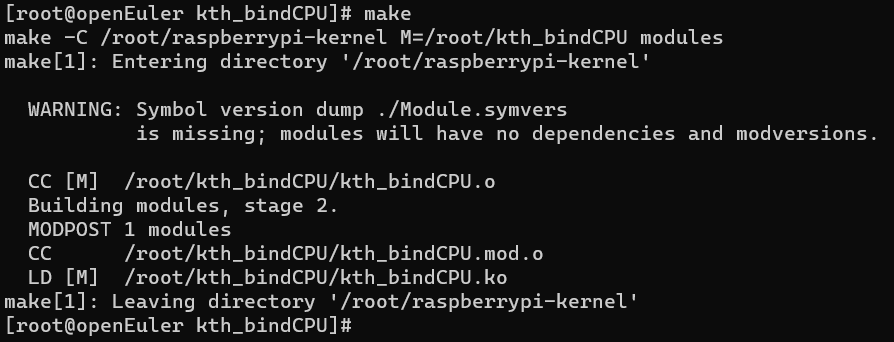 [root@openEuler kth_bindCPU]# make
make -C /root/raspberrypi-kernel M=/root/kth_bindCPU modules
make[1]: Entering directory '/root/raspberrypi-kernel'
WARNING: Symbol version dump ./Module.symvers
is missing; modules will have no dependencies and modversions.
CC [M]  /root/kth_bindCPU/kth_bindCPU.o
Building modules, stage 2.
MODPOST 1 modules
CC      /root/kth_bindCPU/kth_bindCPU.mod.o
LD [M]  /root/kth_bindCPU/kth_bindCPU.ko
make[1]: Leaving directory '/root/raspberrypi-kernel'
[root@openEuler kth_bindCPU]#